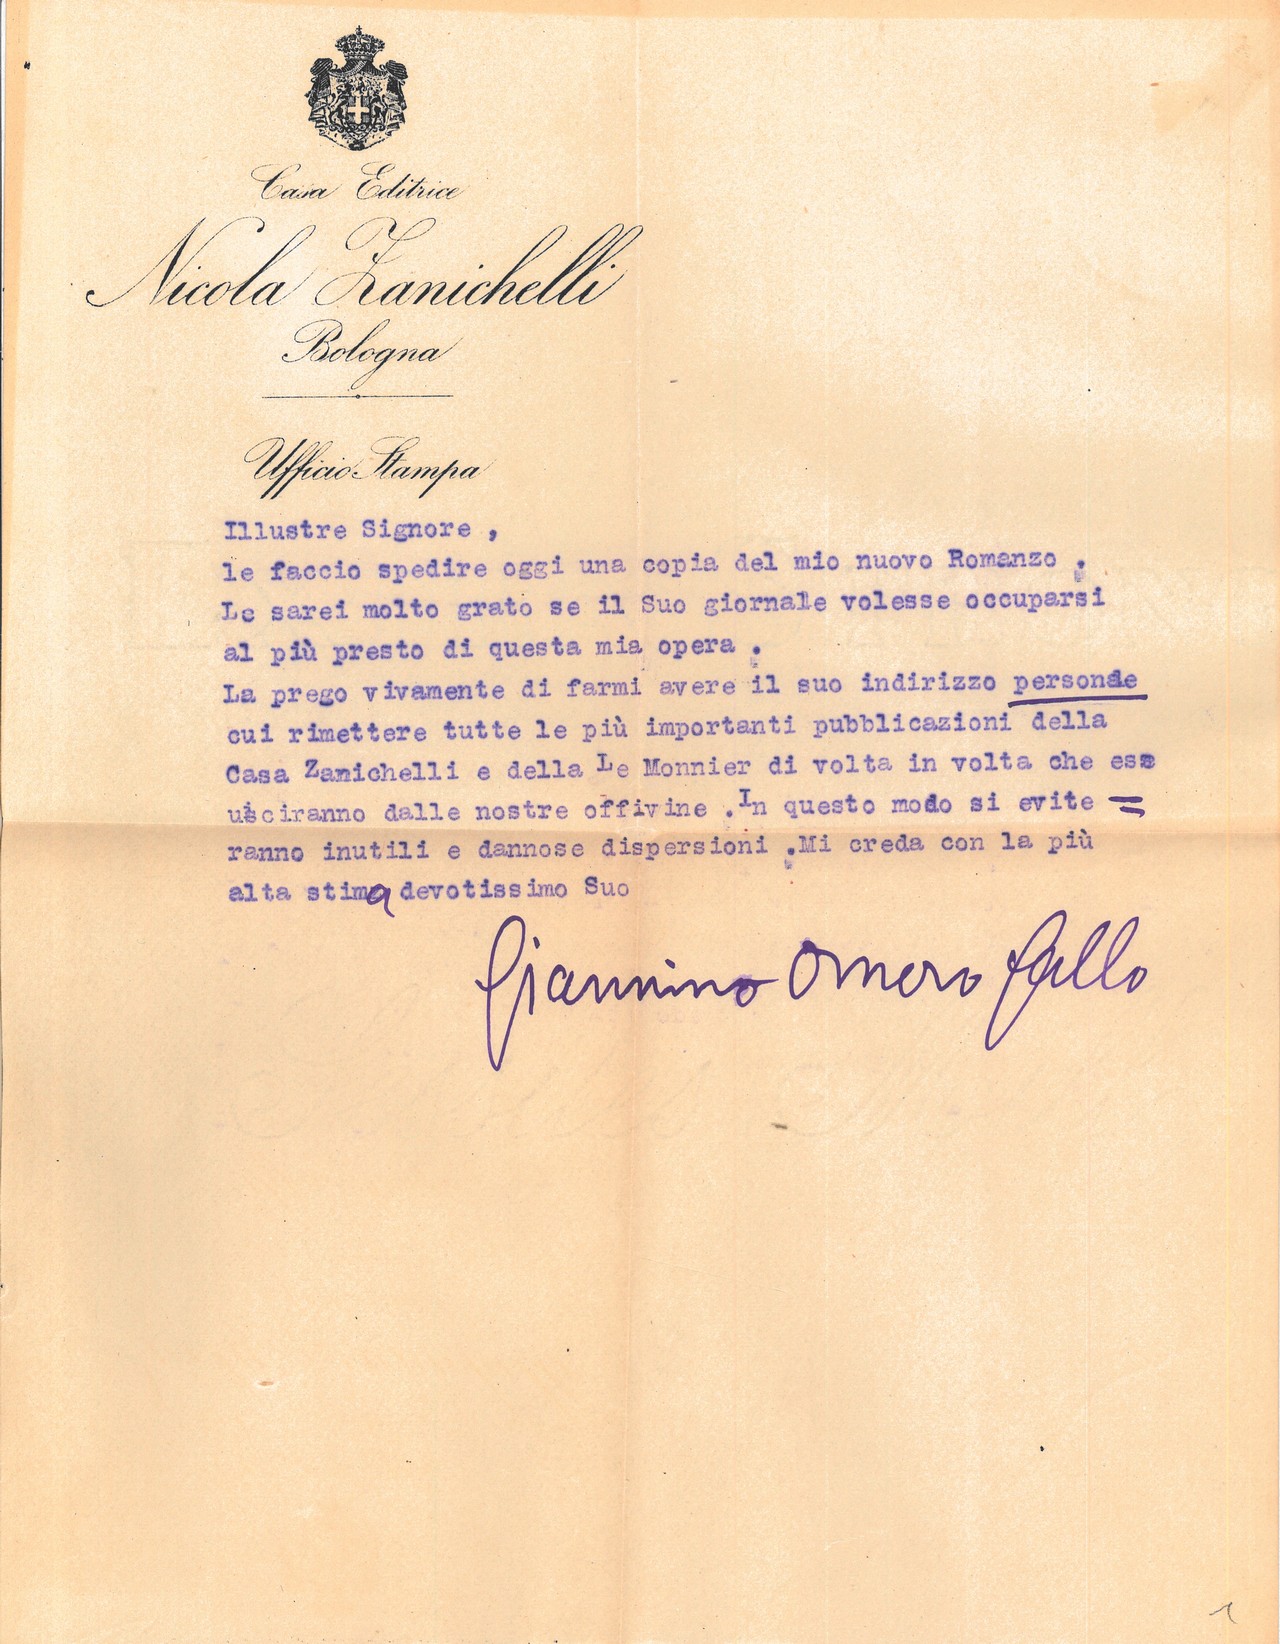 Casa Editrice
Nicola Zanichelli
Bologna
Ufficio Stampa
Illustre Signore ,
le faccio spedire oggi una copia del mio nuovo Romanzo .
Le sarei molto grato se il Suo giornale volesse occuparsi
al più presto di questa mia opera .
La prego vivamente di farmi avere il suo indirizzo personale
cui rimettere tutte le più importanti pubblicazioni della
Casa Zanichelli e della Le Monnier di volta in volta che esse
usciranno dalle nostre offivine .In questo modo si evite =
ranno inutili e dannose dispersioni .Mi creda con la più
alta stima devotissimo Suo
Giannino Omero Gallo
1